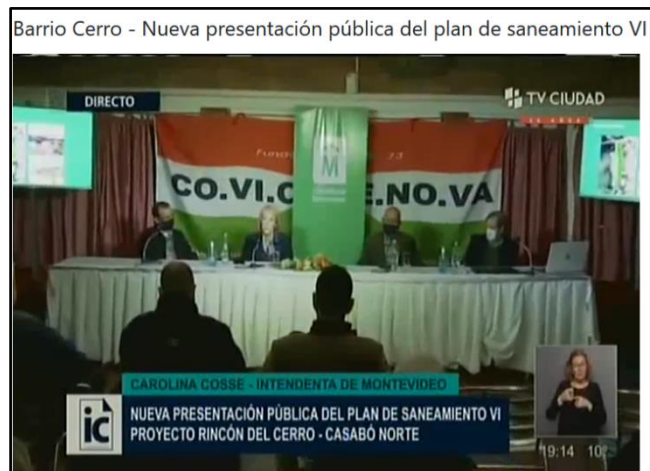 Barrio Cerro - Nueva presentación pública del plan de saneamiento VI
DIRECTO
TV CIUDAD
M
CO.VI.C
E.NO.VA
CAROLINA COSSE - INTENDENTA DE MONTEVIDEO
ic
NUEVA PRESENTACIÓN PÚBLICA DEL PLAN DE SANEAMIENTO VI
PROYECTO RINCÓN DEL CERRO - CASABÓ NORTE
19:14